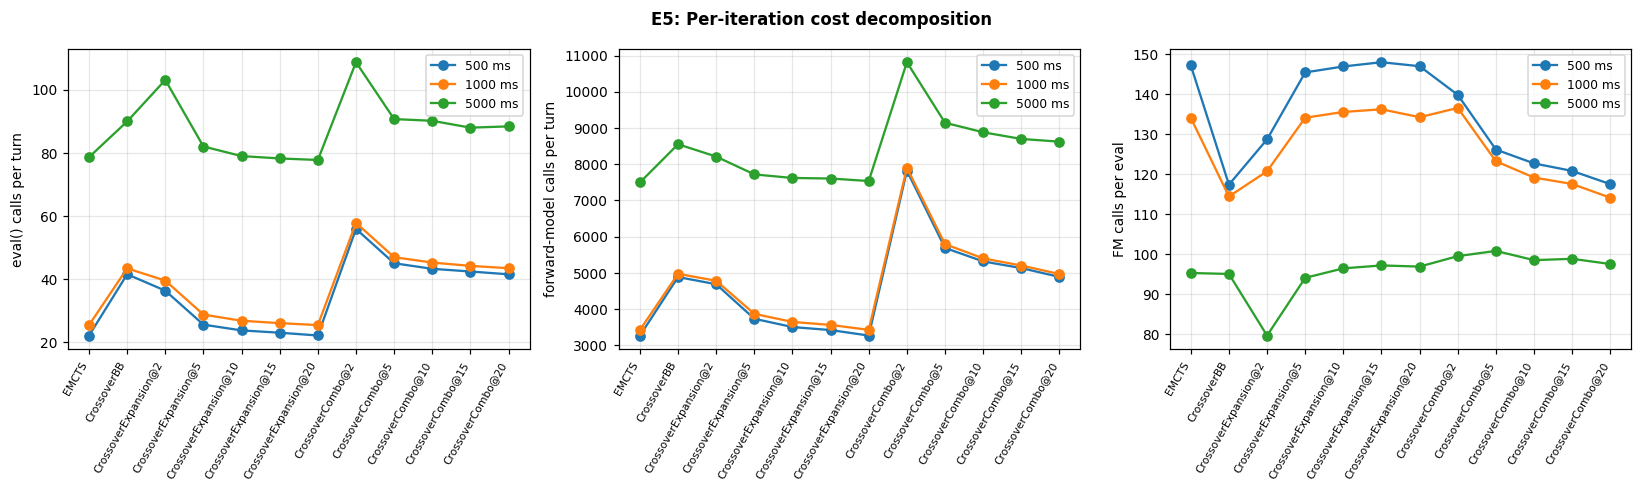 E5: Per-iteration cost decomposition
eval() calls per turn
100
80
60
40
20
500 ms
1000 ms
5000 ms
EMCTS
CrossoverBB
CrossoverExpansion@2
CrossoverExpansion@5
CrossoverExpansion@10
CrossoverExpansion@15
CrossoverExpansion@20
CrossoverCombo@2
CrossoverCombo@5
CrossoverCombo@10
CrossoverCombo@15
CrossoverCombo@20
forward-model calls per turn
11000
10000
9000
8000
7000
6000
5000
4000
3000
500 ms
1000 ms
5000 ms
EMCTS
CrossoverBB
CrossoverExpansion@2
CrossoverExpansion@5
CrossoverExpansion@10
CrossoverExpansion@15
CrossoverExpansion@20
CrossoverCombo@2
CrossoverCombo@5
CrossoverCombo@10
CrossoverCombo@15
CrossoverCombo@20
FM calls per eval
150
140
130
120
110
100
90
80
500 ms
1000 ms
5000 ms
EMCTS
CrossoverBB
CrossoverExpansion@2
CrossoverExpansion@5
CrossoverExpansion@10
CrossoverExpansion@15
CrossoverExpansion@20
CrossoverCombo@2
CrossoverCombo@5
CrossoverCombo@10
CrossoverCombo@15
CrossoverCombo@20